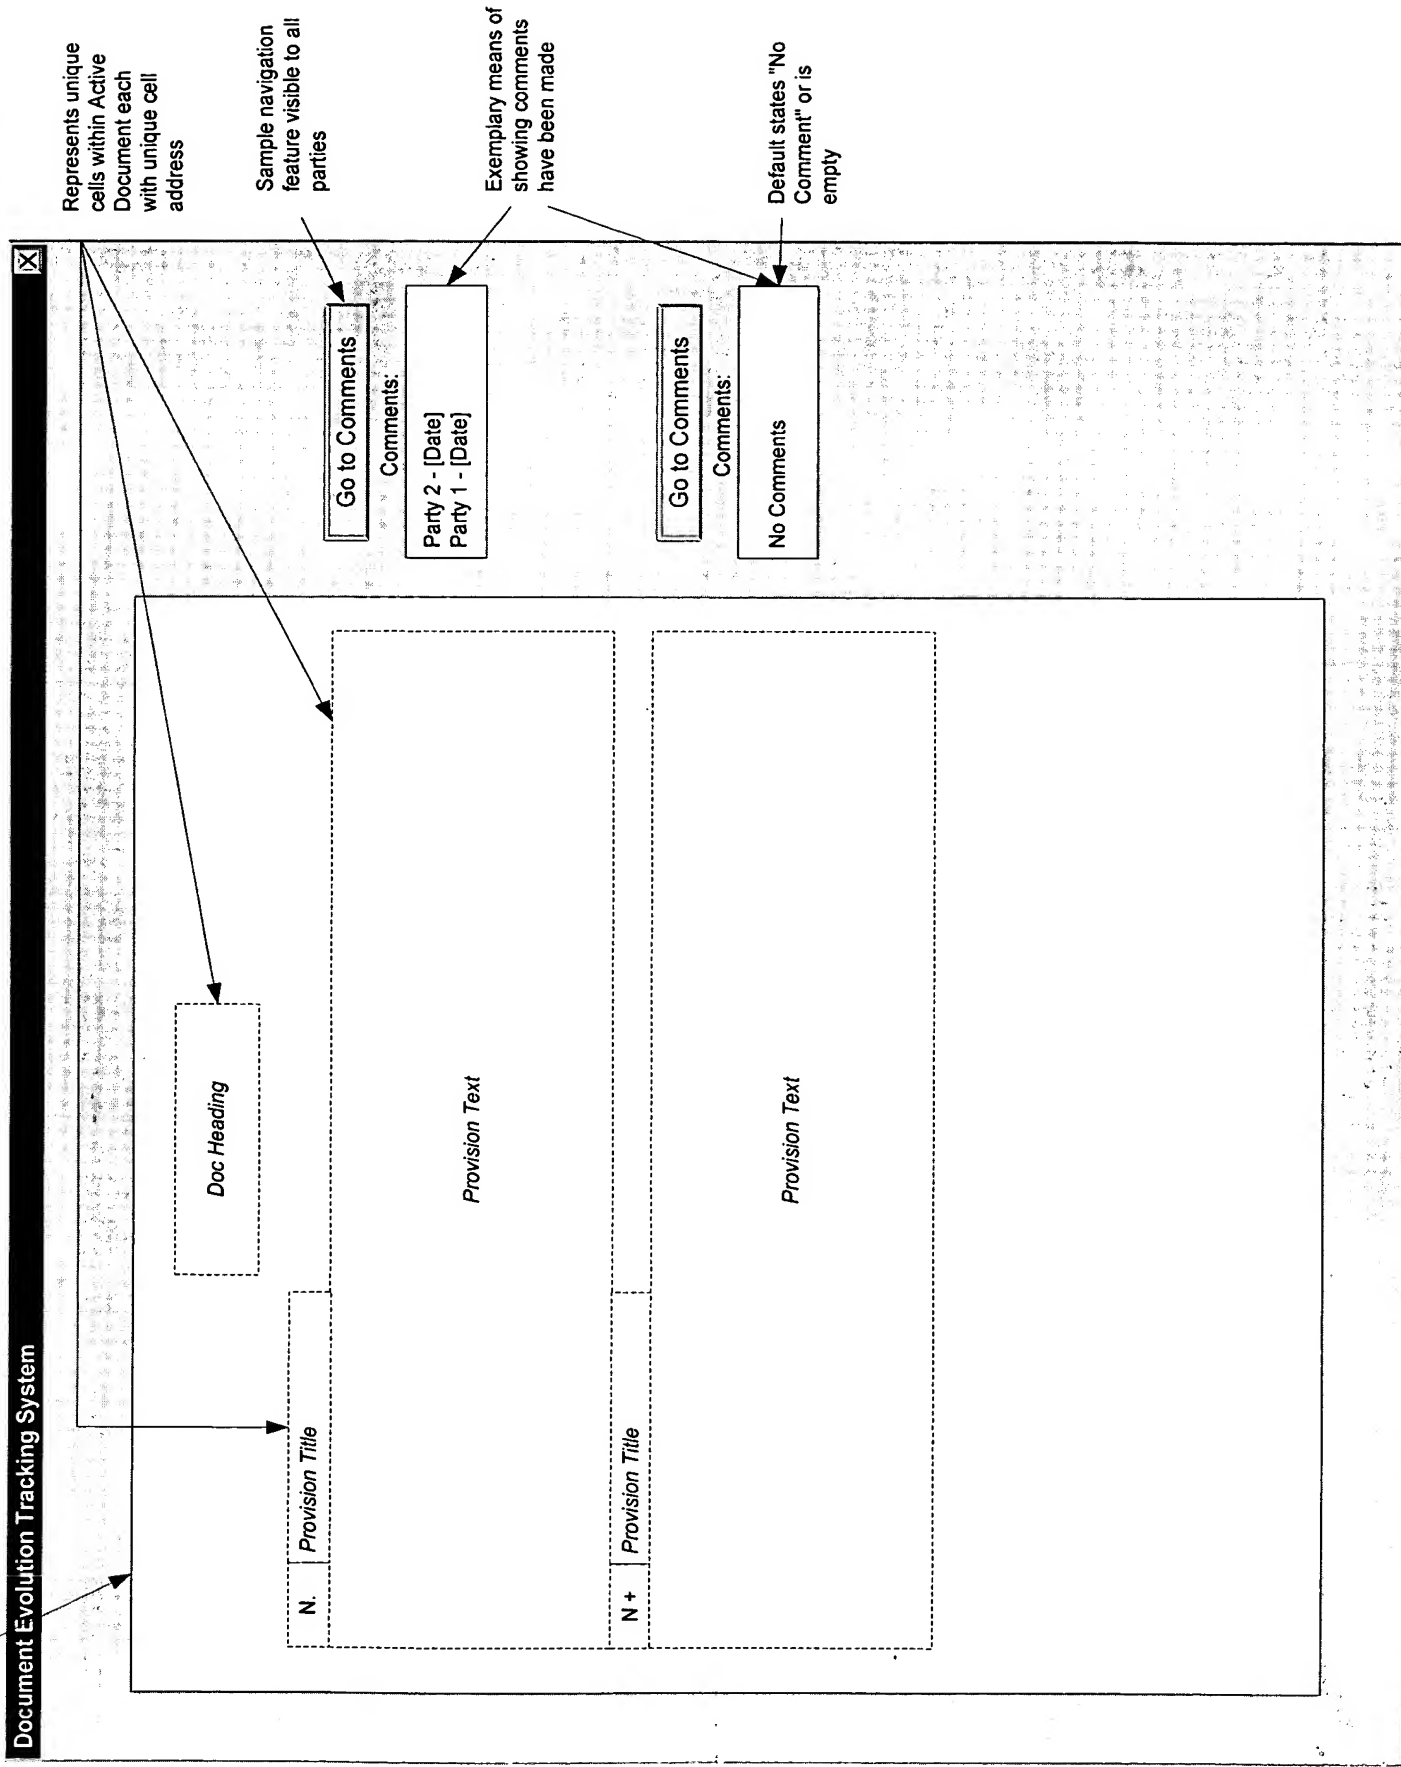 Document Evolution Tracking System
Doc Heading
N.
Provision Title
Provision Text
N +
Provision Title
Provision Text
Go to Comments
Comments:
Party 2 - [Date]
Party 1 - [Date]
Go to Comments
Comments:
No Comments
Represents unique
cells within Active
Document each
with unique cell
address
Sample navigation
feature visible to all
parties
Exemplary means of
showing comments
have been made
Default states "No
Comment" or is
empty